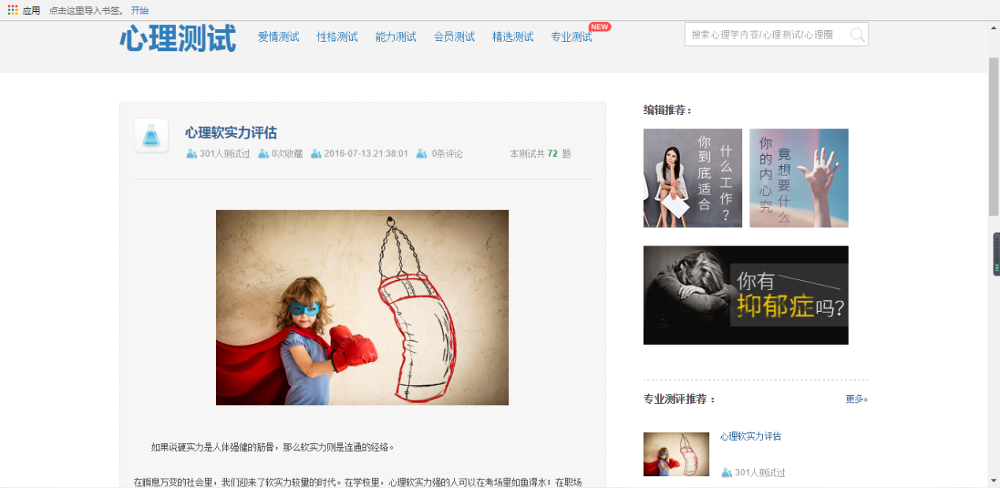 应用 点击这里导入书签。 开始
心理测试 爱情测试 性格测试 能力测试 会员测试 精选测试 专业测试 NEW
搜索心理学内容/心理测试/心理圈
心理软实力评估
301人测试过 0次收藏 2016-07-13 21:38:01 0条评论 本测试共 72 题
如果说硬实力是人体强健的筋骨，那么软实力则是连通的经络。
在瞬息万变的社会里，我们迎来了软实力较量的时代。在学校里，心理软实力强的人可以在考场里如鱼得水；在职场
编辑推荐：
你到底适合
什么工作？
你的内心究
竟想要什么
你有
抑郁症吗？
专业测评推荐： 更多»
心理软实力评估
301人测试过